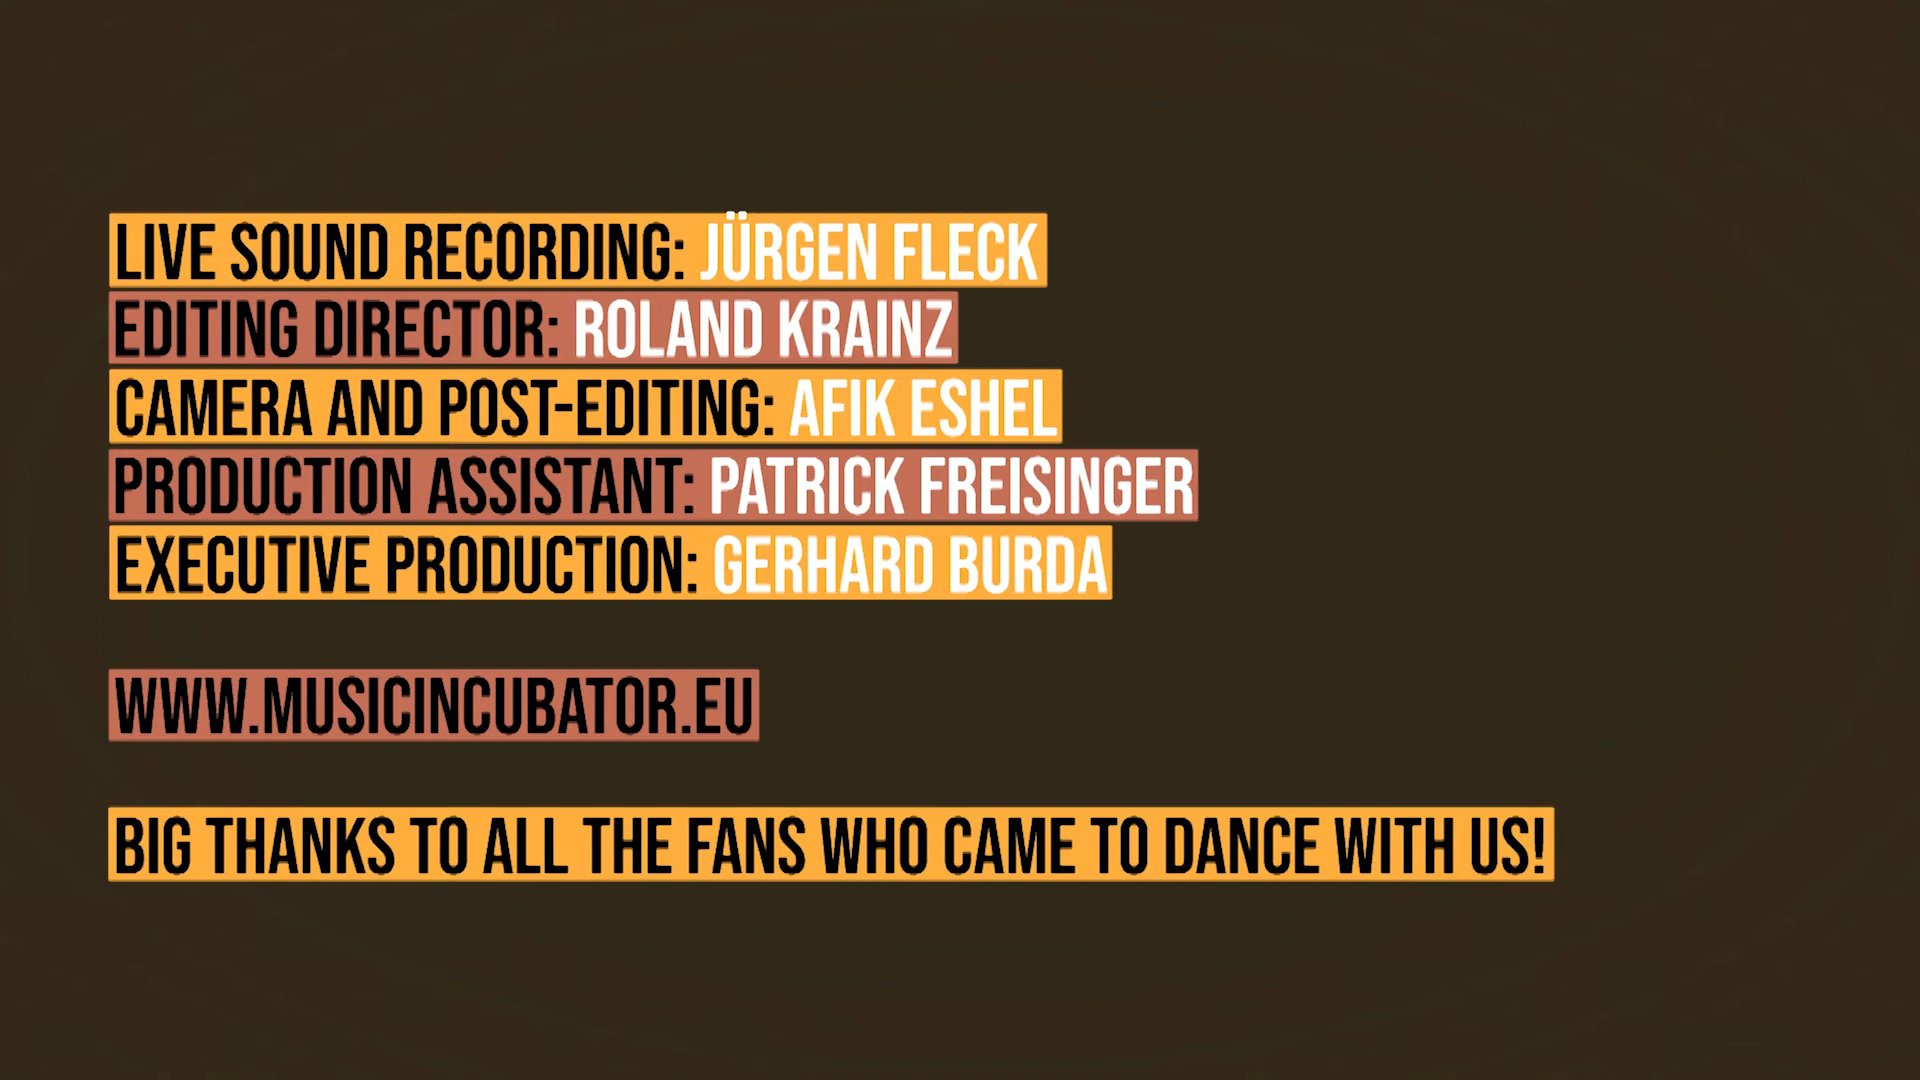 LIVE SOUND RECORDING: JÜRGEN FLECK
EDITING DIRECTOR: ROLAND KRAINZ
CAMERA AND POST-EDITING: AFIK ESHEL
PRODUCTION ASSISTANT: PATRICK FREISINGER
EXECUTIVE PRODUCTION: GERHARD BURDA
WWW.MUSICINCUBATOR.EU
BIG THANKS TO ALL THE FANS WHO CAME TO DANCE WITH US!